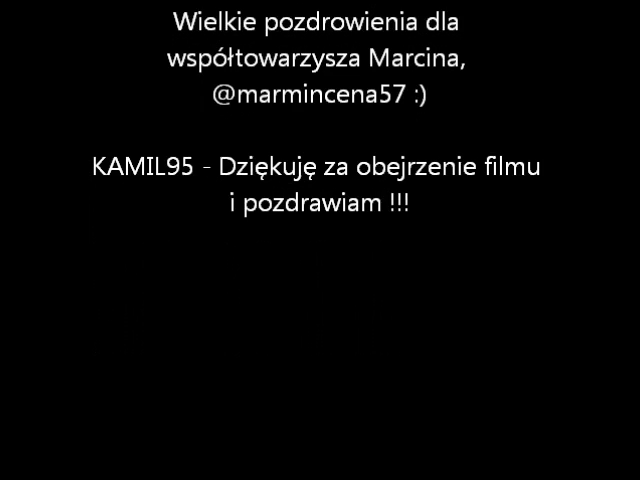 Wielkie pozdrowienia dla
współtowarzysza Marcina,
@marmincena57 :)
KAMIL95 - Dziękuję za obejrzenie filmu
i pozdrawiam !!!